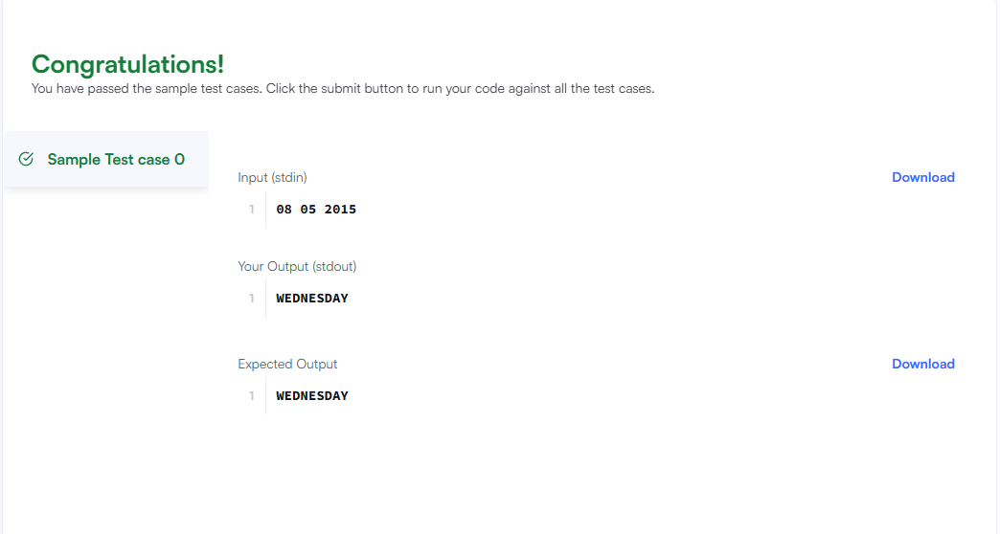 Congratulations!
You have passed the sample test cases. Click the submit button to run your code against all the test cases.
Sample Test case 0
Input (stdin)
Download
1 08 05 2015
Your Output (stdout)
1 WEDNESDAY
Expected Output
Download
1 WEDNESDAY